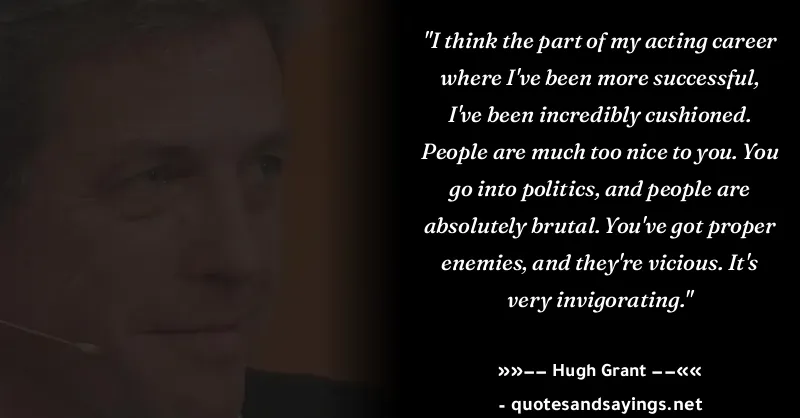 "I think the part of my acting career
where I've been more successful,
I've been incredibly cushioned.
People are much too nice to you. You
go into politics, and people are
absolutely brutal. You've got proper
enemies, and they're vicious. It's
very invigorating."
»»−− Hugh Grant −−««
- quotesandsayings.net